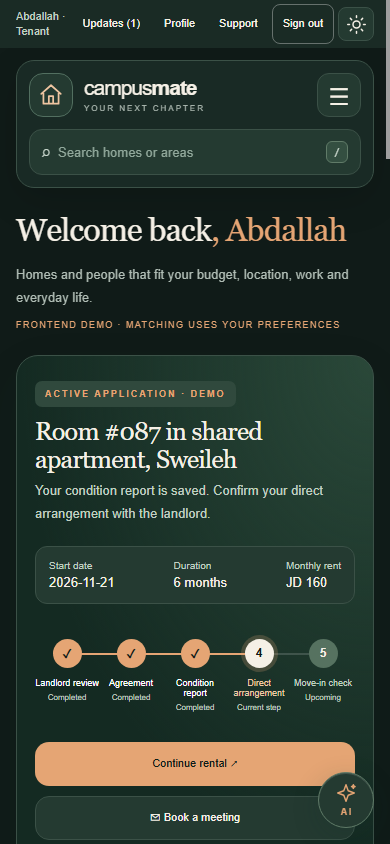 Abdallah ·
Tenant
Updates (1)
Profile
Support
Sign out
campusmate
YOUR NEXT CHAPTER
Search homes or areas
/
Welcome back, Abdallah
Homes and people that fit your budget, location, work and
everyday life.
FRONTEND DEMO · MATCHING USES YOUR PREFERENCES
ACTIVE APPLICATION · DEMO
Room #087 in shared
apartment, Sweileh
Your condition report is saved. Confirm your direct
arrangement with the landlord.
Start date
2026-11-21
Duration
6 months
Monthly rent
JD 160
✓
Landlord review
Completed
✓
Agreement
Completed
✓
Condition
report
Completed
4
Direct
arrangement
Current step
5
Move-in check
Upcoming
Continue rental ↗
✉ Book a meeting
AI